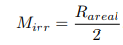 M_{irr} = \frac{R_{areal}}{2}